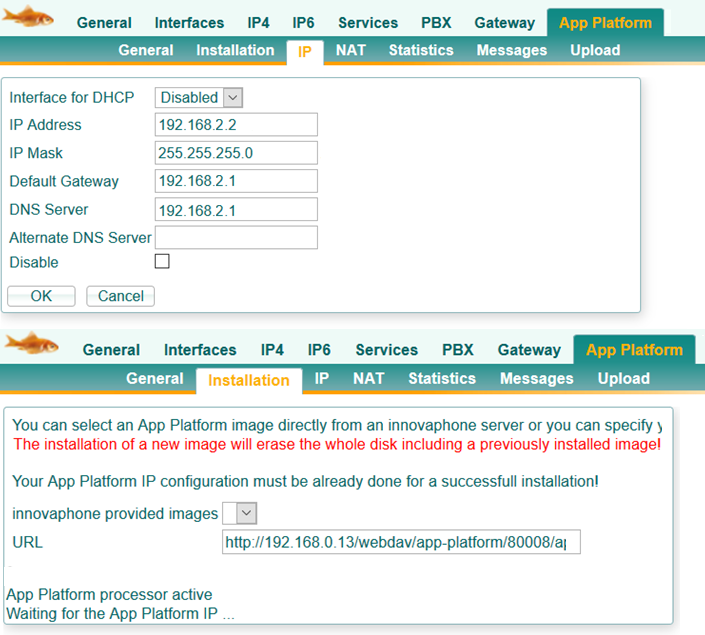 General Interfaces IP4 IP6 Services PBX Gateway App Platform
General Installation IP NAT Statistics Messages Upload
Interface for DHCP Disabled
IP Address 192.168.2.2
IP Mask 255.255.255.0
Default Gateway 192.168.2.1
DNS Server 192.168.2.1
Alternate DNS Server
Disable
OK Cancel
General Interfaces IP4 IP6 Services PBX Gateway App Platform
General Installation IP NAT Statistics Messages Upload
You can select an App Platform image directly from an innovaphone server or you can specify y
The installation of a new image will erase the whole disk including a previously installed image!
Your App Platform IP configuration must be already done for a successfull installation!
innovaphone provided images
URL http://192.168.0.13/webdav/app-platform/80008/ap
App Platform processor active
Waiting for the App Platform IP ...